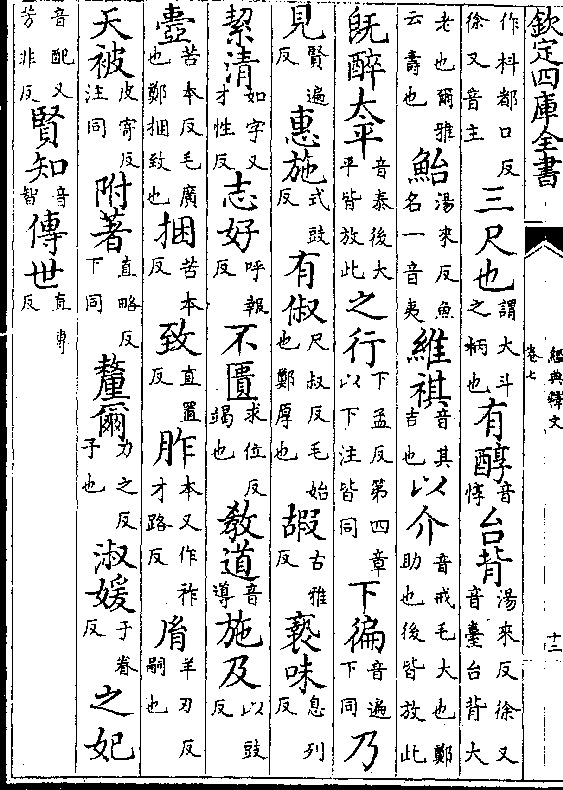 欽定四庫全書
經典釋文
卷七
十三
作枓都口反徐又音主三尺也謂大斗之柄也有醇音惇台背湯來反徐又音臺台背大
老也爾雅云壽也鮐湯來反魚名一音夷維祺音其吉也以介音戒毛大也鄭助也後皆放此
既醉太平音泰後大平皆放此之行下孟反第四章以下注皆同下徧音遍下同乃
見賢遍反惠施式豉反有俶尺叔反毛始也鄭厚也嘏古雅反褻味息列反
絜清如字又才性反志好呼報反不匱求位反竭也教道音導施及以豉反
壼苦本反毛廣也鄭捆致也捆苦本反致直置反胙本又作祚才路反胤羊刃反嗣也
天被皮寄反注同附著直略反下同釐爾力之反予也淑媛于眷反之妃
音配又芳非反賢知音智傳世直專反